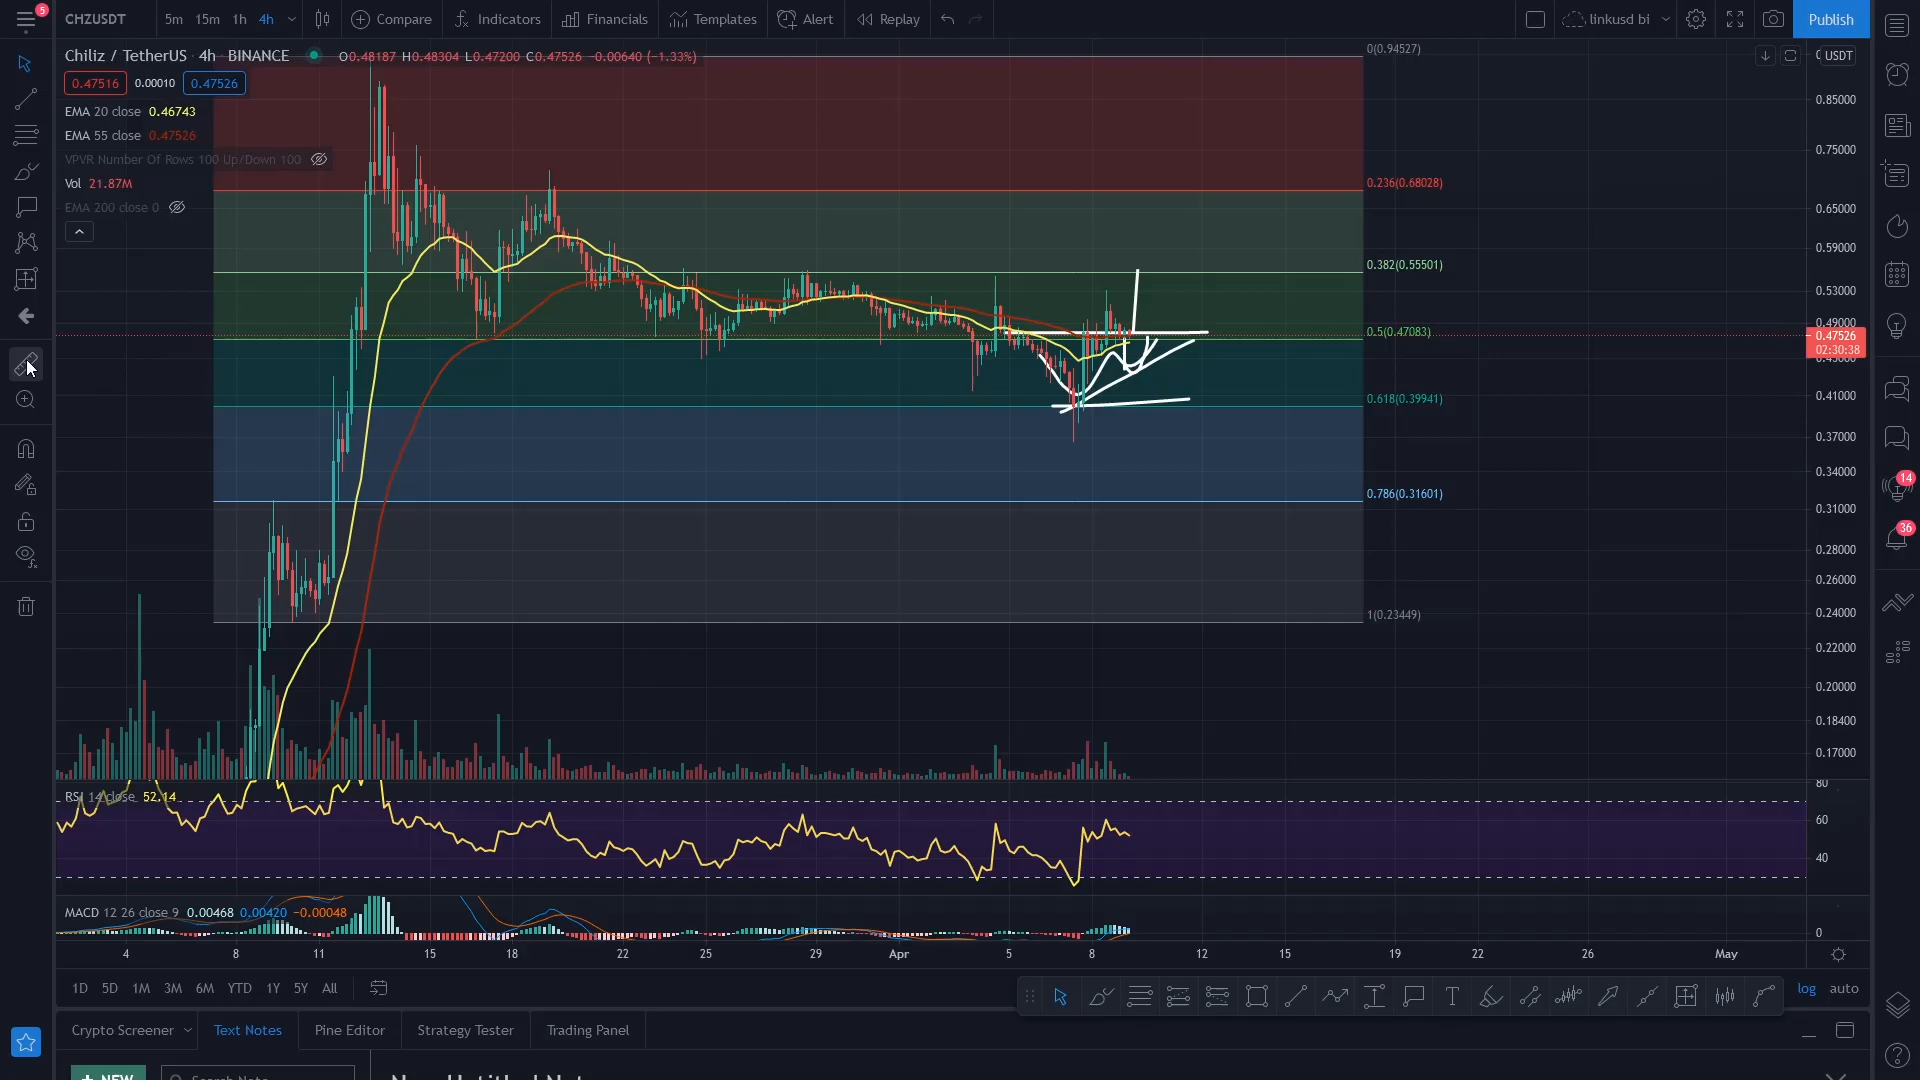 5
CHZUSDT 5m 15m 1h 4h Compare Indicators Financials Templates Alert Replay linkusd bi Publish
Chiliz / TetherUS 4h · BINANCE O0.48187 H0.48304 L0.47200 C0.47526 −0.00640 (−1.33%)
0(0.94527)
USDT
0.47516 0.00010 0.47526
0.85000
EMA 20 close 0.46743
EMA 55 close 0.47526
0.75000
VPVR Number Of Rows 100 Up/Down 100
Vol 21.87M
0.236(0.68028)
EMA 200 close 0
0.65000
0.59000
0.382(0.55501)
0.53000
0.49000
0.5(0.47083)
0.47526
02:30:38
0.41000
0.618(0.39941)
0.37000
0.34000
14
0.786(0.31601)
0.31000
36
0.28000
0.26000
0.24000
1(0.23449)
0.22000
0.20000
0.18400
0.17000
80
RSI 14 close 52.14
60
40
MACD 12 26 close 9 0.00468 0.00420 −0.00048
0
4 8 11 15 18 22 25 29 Apr 5 8 12 15 19 22 26 May
1D 5D 1M 3M 6M YTD 1Y 5Y All
log auto
Crypto Screener Text Notes Pine Editor Strategy Tester Trading Panel
+ NEW Search Note